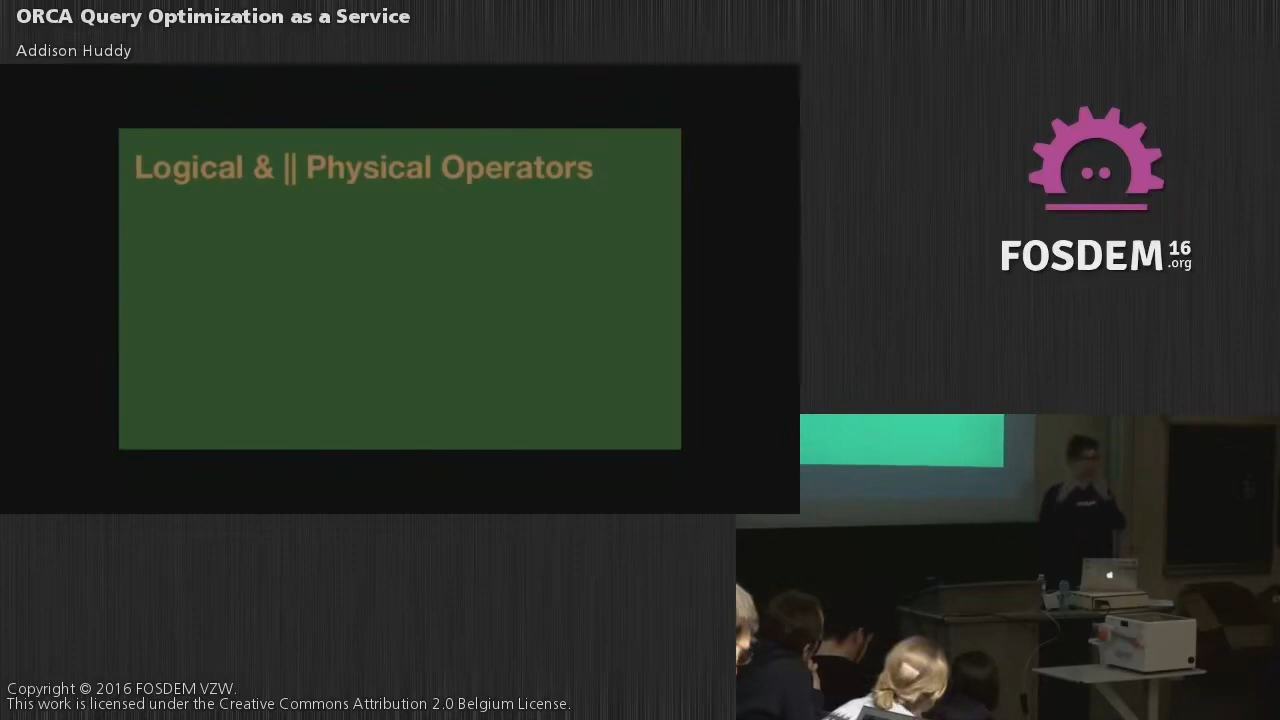 ORCA Query Optimization as a Service
Addison Huddy
Logical & || Physical Operators
FOSDEM 16
.org
Copyright © 2016 FOSDEM VZW.
This work is licensed under the Creative Commons Attribution 2.0 Belgium License.